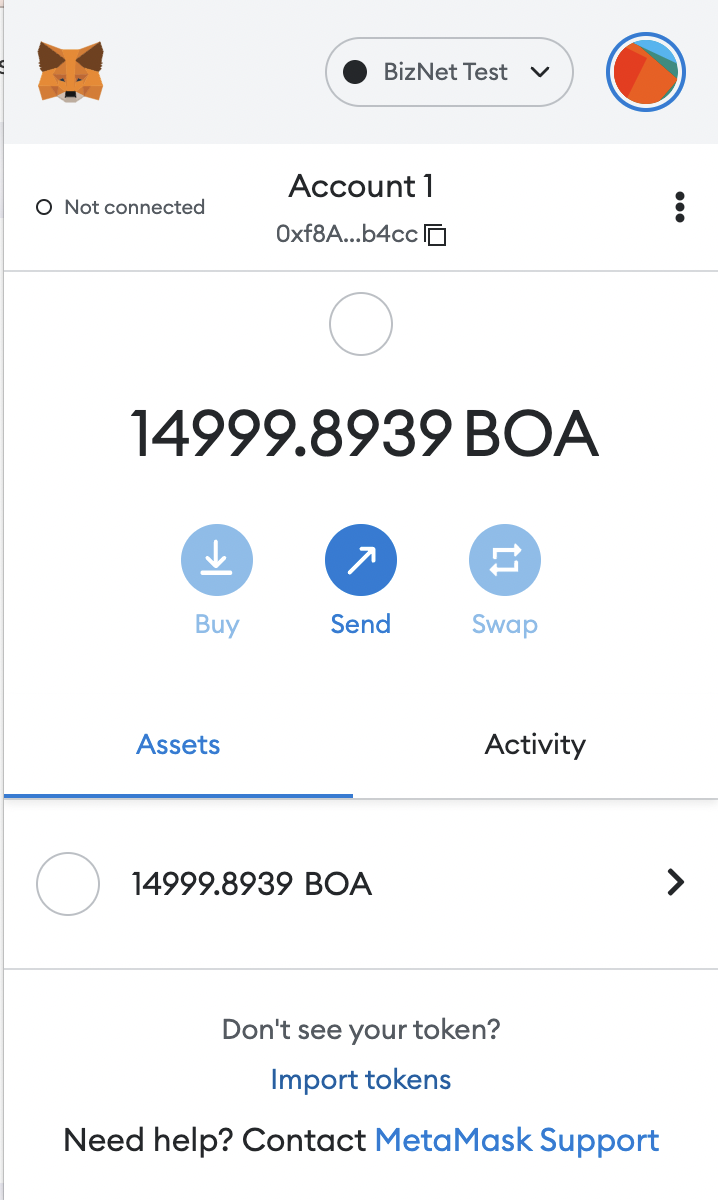 BizNet Test
Account 1
Not connected
0xf8A...b4cc
14999.8939 BOA
Buy Send Swap
Assets Activity
14999.8939 BOA
Don't see your token?
Import tokens
Need help? Contact MetaMask Support